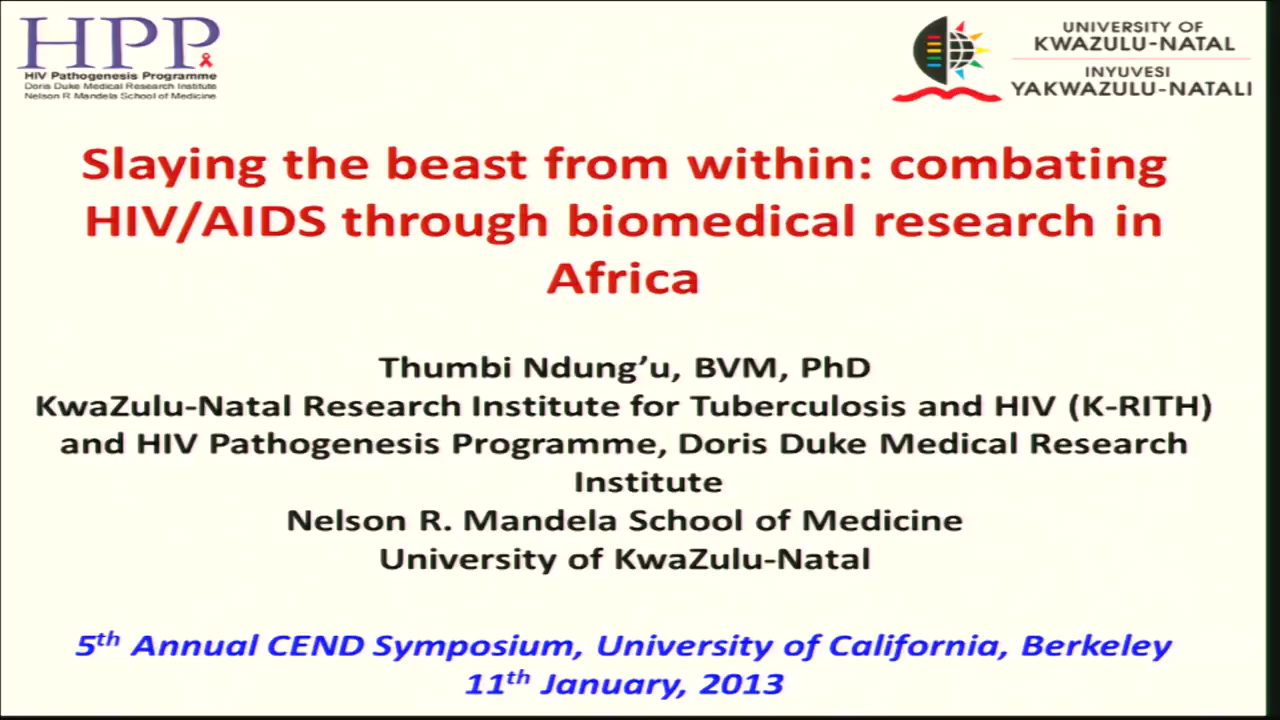 HPP
HIV Pathogenesis Programme
Doris Duke Medical Research Institute
Nelson R Mandela School of Medicine
UNIVERSITY OF
KWAZULU-NATAL
INYUVESI
YAKWAZULU-NATALI
Slaying the beast from within: combating
HIV/AIDS through biomedical research in
Africa
Thumbi Ndung’u, BVM, PhD
KwaZulu-Natal Research Institute for Tuberculosis and HIV (K-RITH)
and HIV Pathogenesis Programme, Doris Duke Medical Research
Institute
Nelson R. Mandela School of Medicine
University of KwaZulu-Natal
5th Annual CEND Symposium, University of California, Berkeley
11th January, 2013